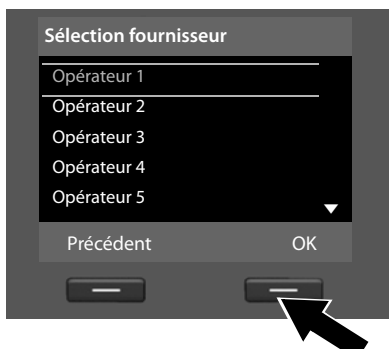 Sélection fournisseur
Opérateur 1
Opérateur 2
Opérateur 3
Opérateur 4
Opérateur 5
Précédent OK